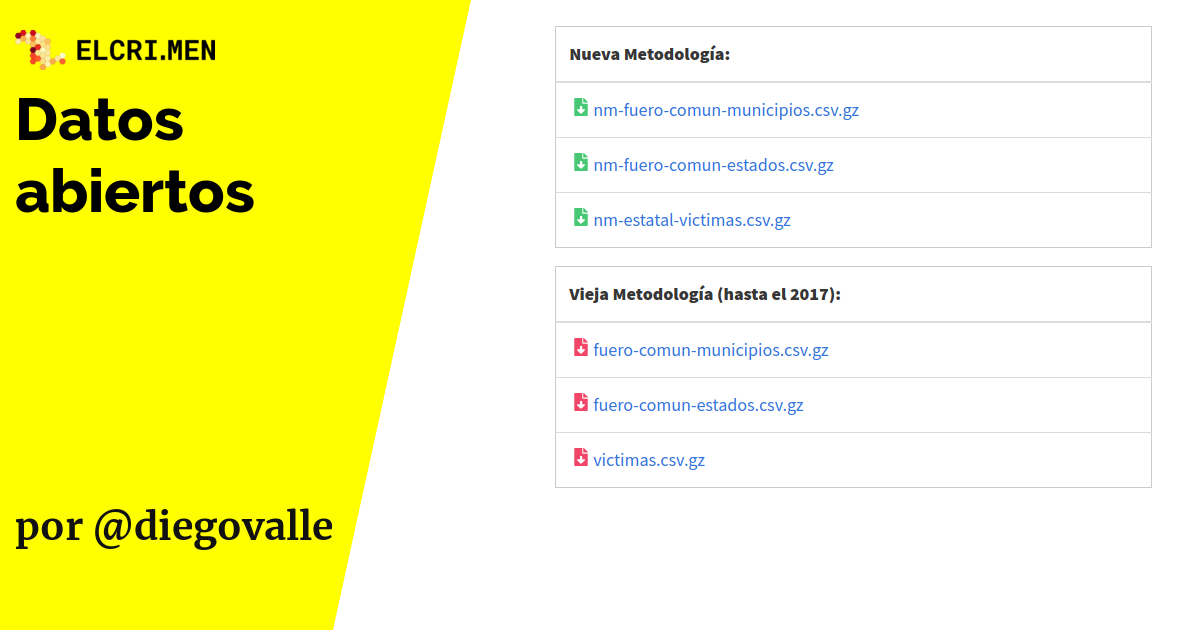 ELCRI.MEN
Datos
abiertos
por @diegovalle
Nueva Metodología:
nm-fuero-comun-municipios.csv.gz
nm-fuero-comun-estados.csv.gz
nm-estatal-victimas.csv.gz
Vieja Metodología (hasta el 2017):
fuero-comun-municipios.csv.gz
fuero-comun-estados.csv.gz
victimas.csv.gz